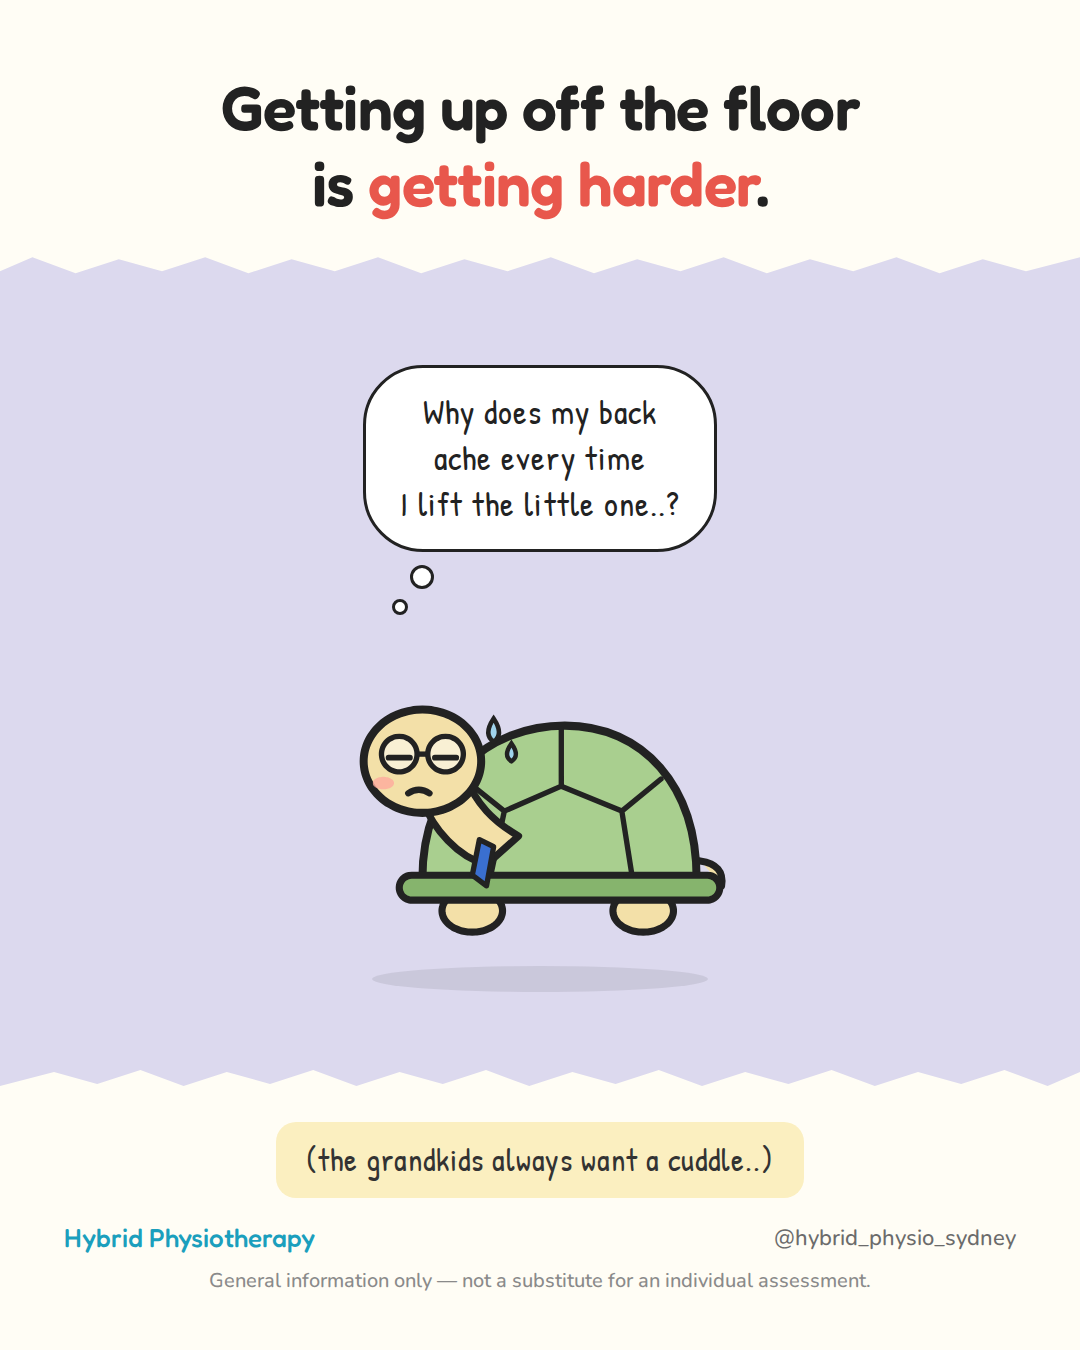 Getting up off the floor
is getting harder.
Why does my back
ache every time
I lift the little one..?
(the grandkids always want a cuddle..)
Hybrid Physiotherapy
@hybrid_physio_sydney
General information only — not a substitute for an individual assessment.